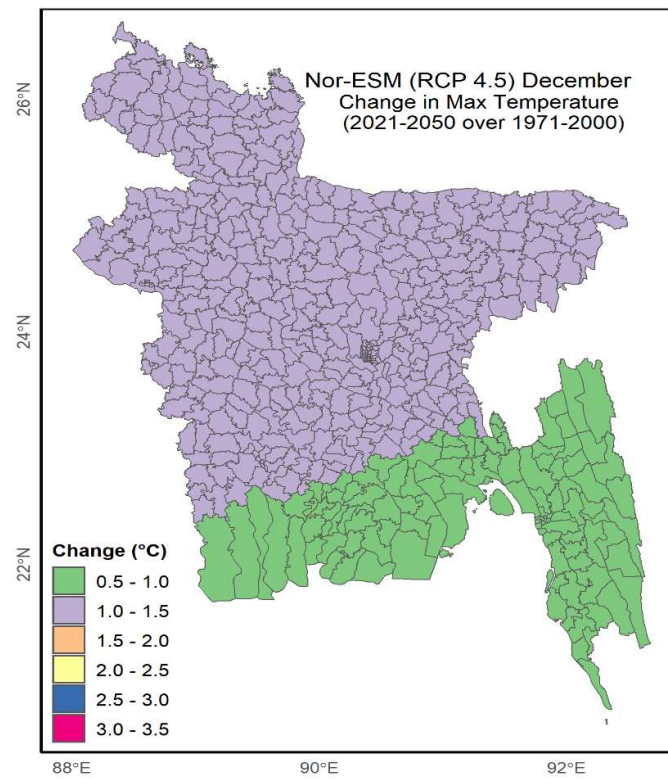 Nor-ESM (RCP 4.5) December
Change in Max Temperature
(2021-2050 over 1971-2000)
26°N
24°N
22°N
Change (°C)
0.5 - 1.0
1.0 - 1.5
1.5 - 2.0
2.0 - 2.5
2.5 - 3.0
3.0 - 3.5
88°E 90°E 92°E